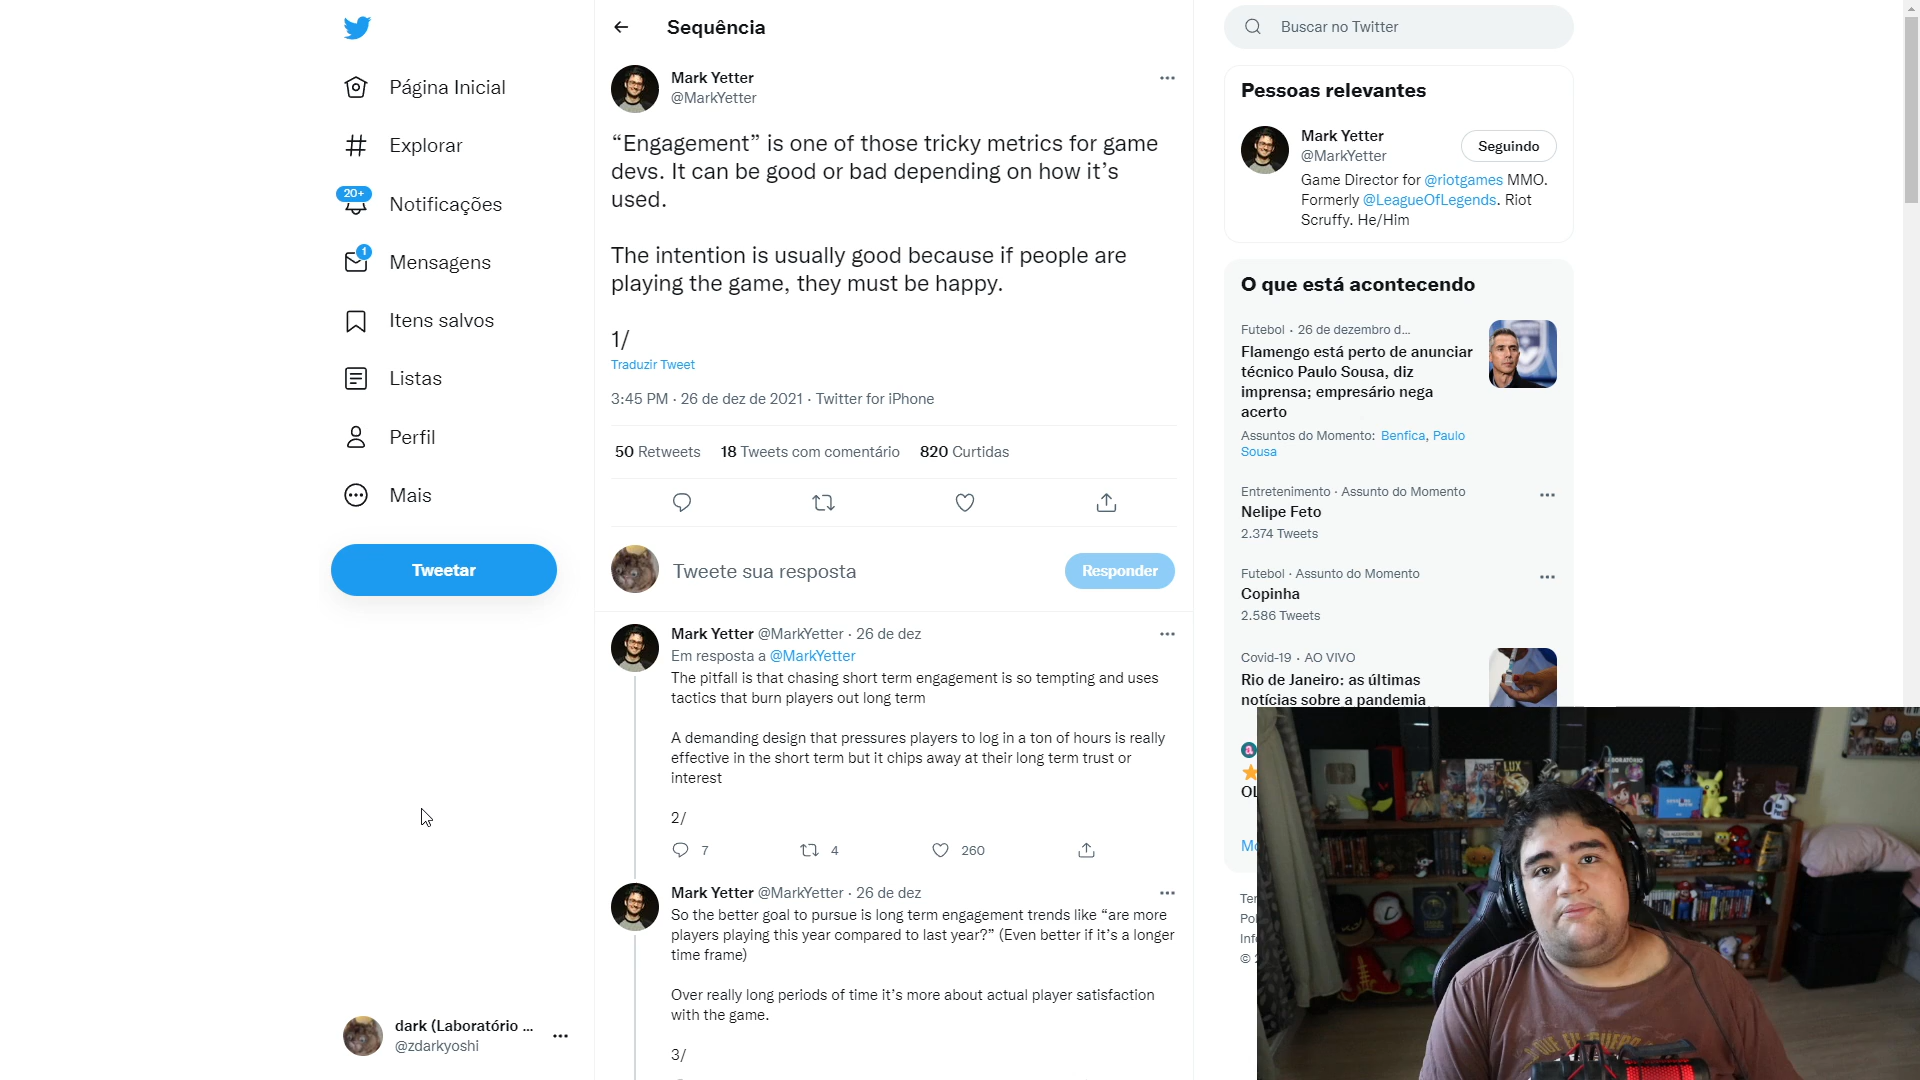 Página Inicial
Explorar
20+
Notificações
1
Mensagens
Itens salvos
Listas
Perfil
Mais
Tweetar
dark (Laboratório ...
@zdarkyoshi
Sequência
Mark Yetter
@MarkYetter
“Engagement” is one of those tricky metrics for game
devs. It can be good or bad depending on how it’s
used.
The intention is usually good because if people are
playing the game, they must be happy.
1/
Traduzir Tweet
3:45 PM · 26 de dez de 2021 · Twitter for iPhone
50 Retweets 18 Tweets com comentário 820 Curtidas
Tweete sua resposta
Responder
Mark Yetter @MarkYetter · 26 de dez
Em resposta a @MarkYetter
The pitfall is that chasing short term engagement is so tempting and uses
tactics that burn players out long term
A demanding design that pressures players to log in a ton of hours is really
effective in the short term but it chips away at their long term trust or
interest
2/
7 4 260
Mark Yetter @MarkYetter · 26 de dez
So the better goal to pursue is long term engagement trends like “are more
players playing this year compared to last year?” (Even better if it’s a longer
time frame)
Over really long periods of time it’s more about actual player satisfaction
with the game.
3/
Buscar no Twitter
Pessoas relevantes
Mark Yetter
@MarkYetter
Seguindo
Game Director for @riotgames MMO.
Formerly @LeagueOfLegends. Riot
Scruffy. He/Him
O que está acontecendo
Futebol · 26 de dezembro d...
Flamengo está perto de anunciar
técnico Paulo Sousa, diz
imprensa; empresário nega
acerto
Assuntos do Momento: Benfica, Paulo
Sousa
Entretenimento · Assunto do Momento
Nelipe Feto
2.374 Tweets
Futebol · Assunto do Momento
Copinha
2.586 Tweets
Covid-19 · AO VIVO
Rio de Janeiro: as últimas
notícias sobre a pandemia